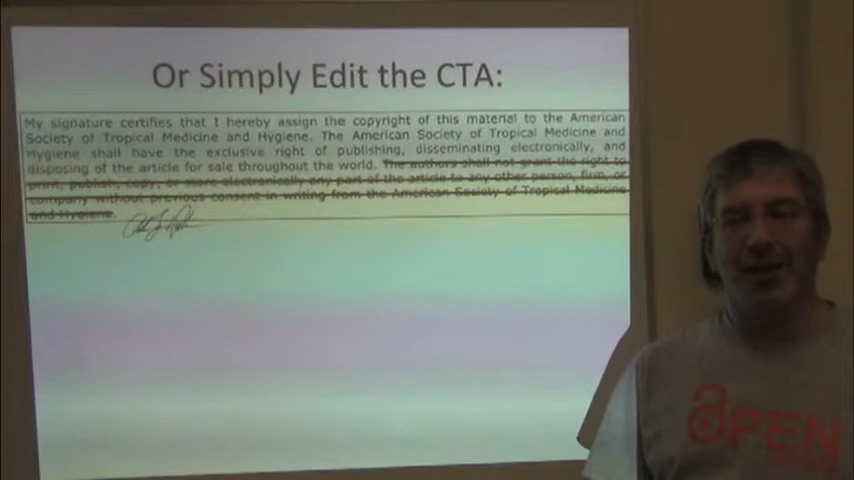 Or Simply Edit the CTA:
My signature certifies that I hereby assign the copyright of this material to the American
Society of Tropical Medicine and Hygiene. The American Society of Tropical Medicine and
Hygiene shall have the exclusive right of publishing, disseminating electronically, and
disposing of the article for sale throughout the world. The authors shall not grant the right to
print, publish, copy, or store electronically any part of the article to any other person, firm, or
company without previous consent in writing from the American Society of Tropical Medicine
and Hygiene.
OPEN